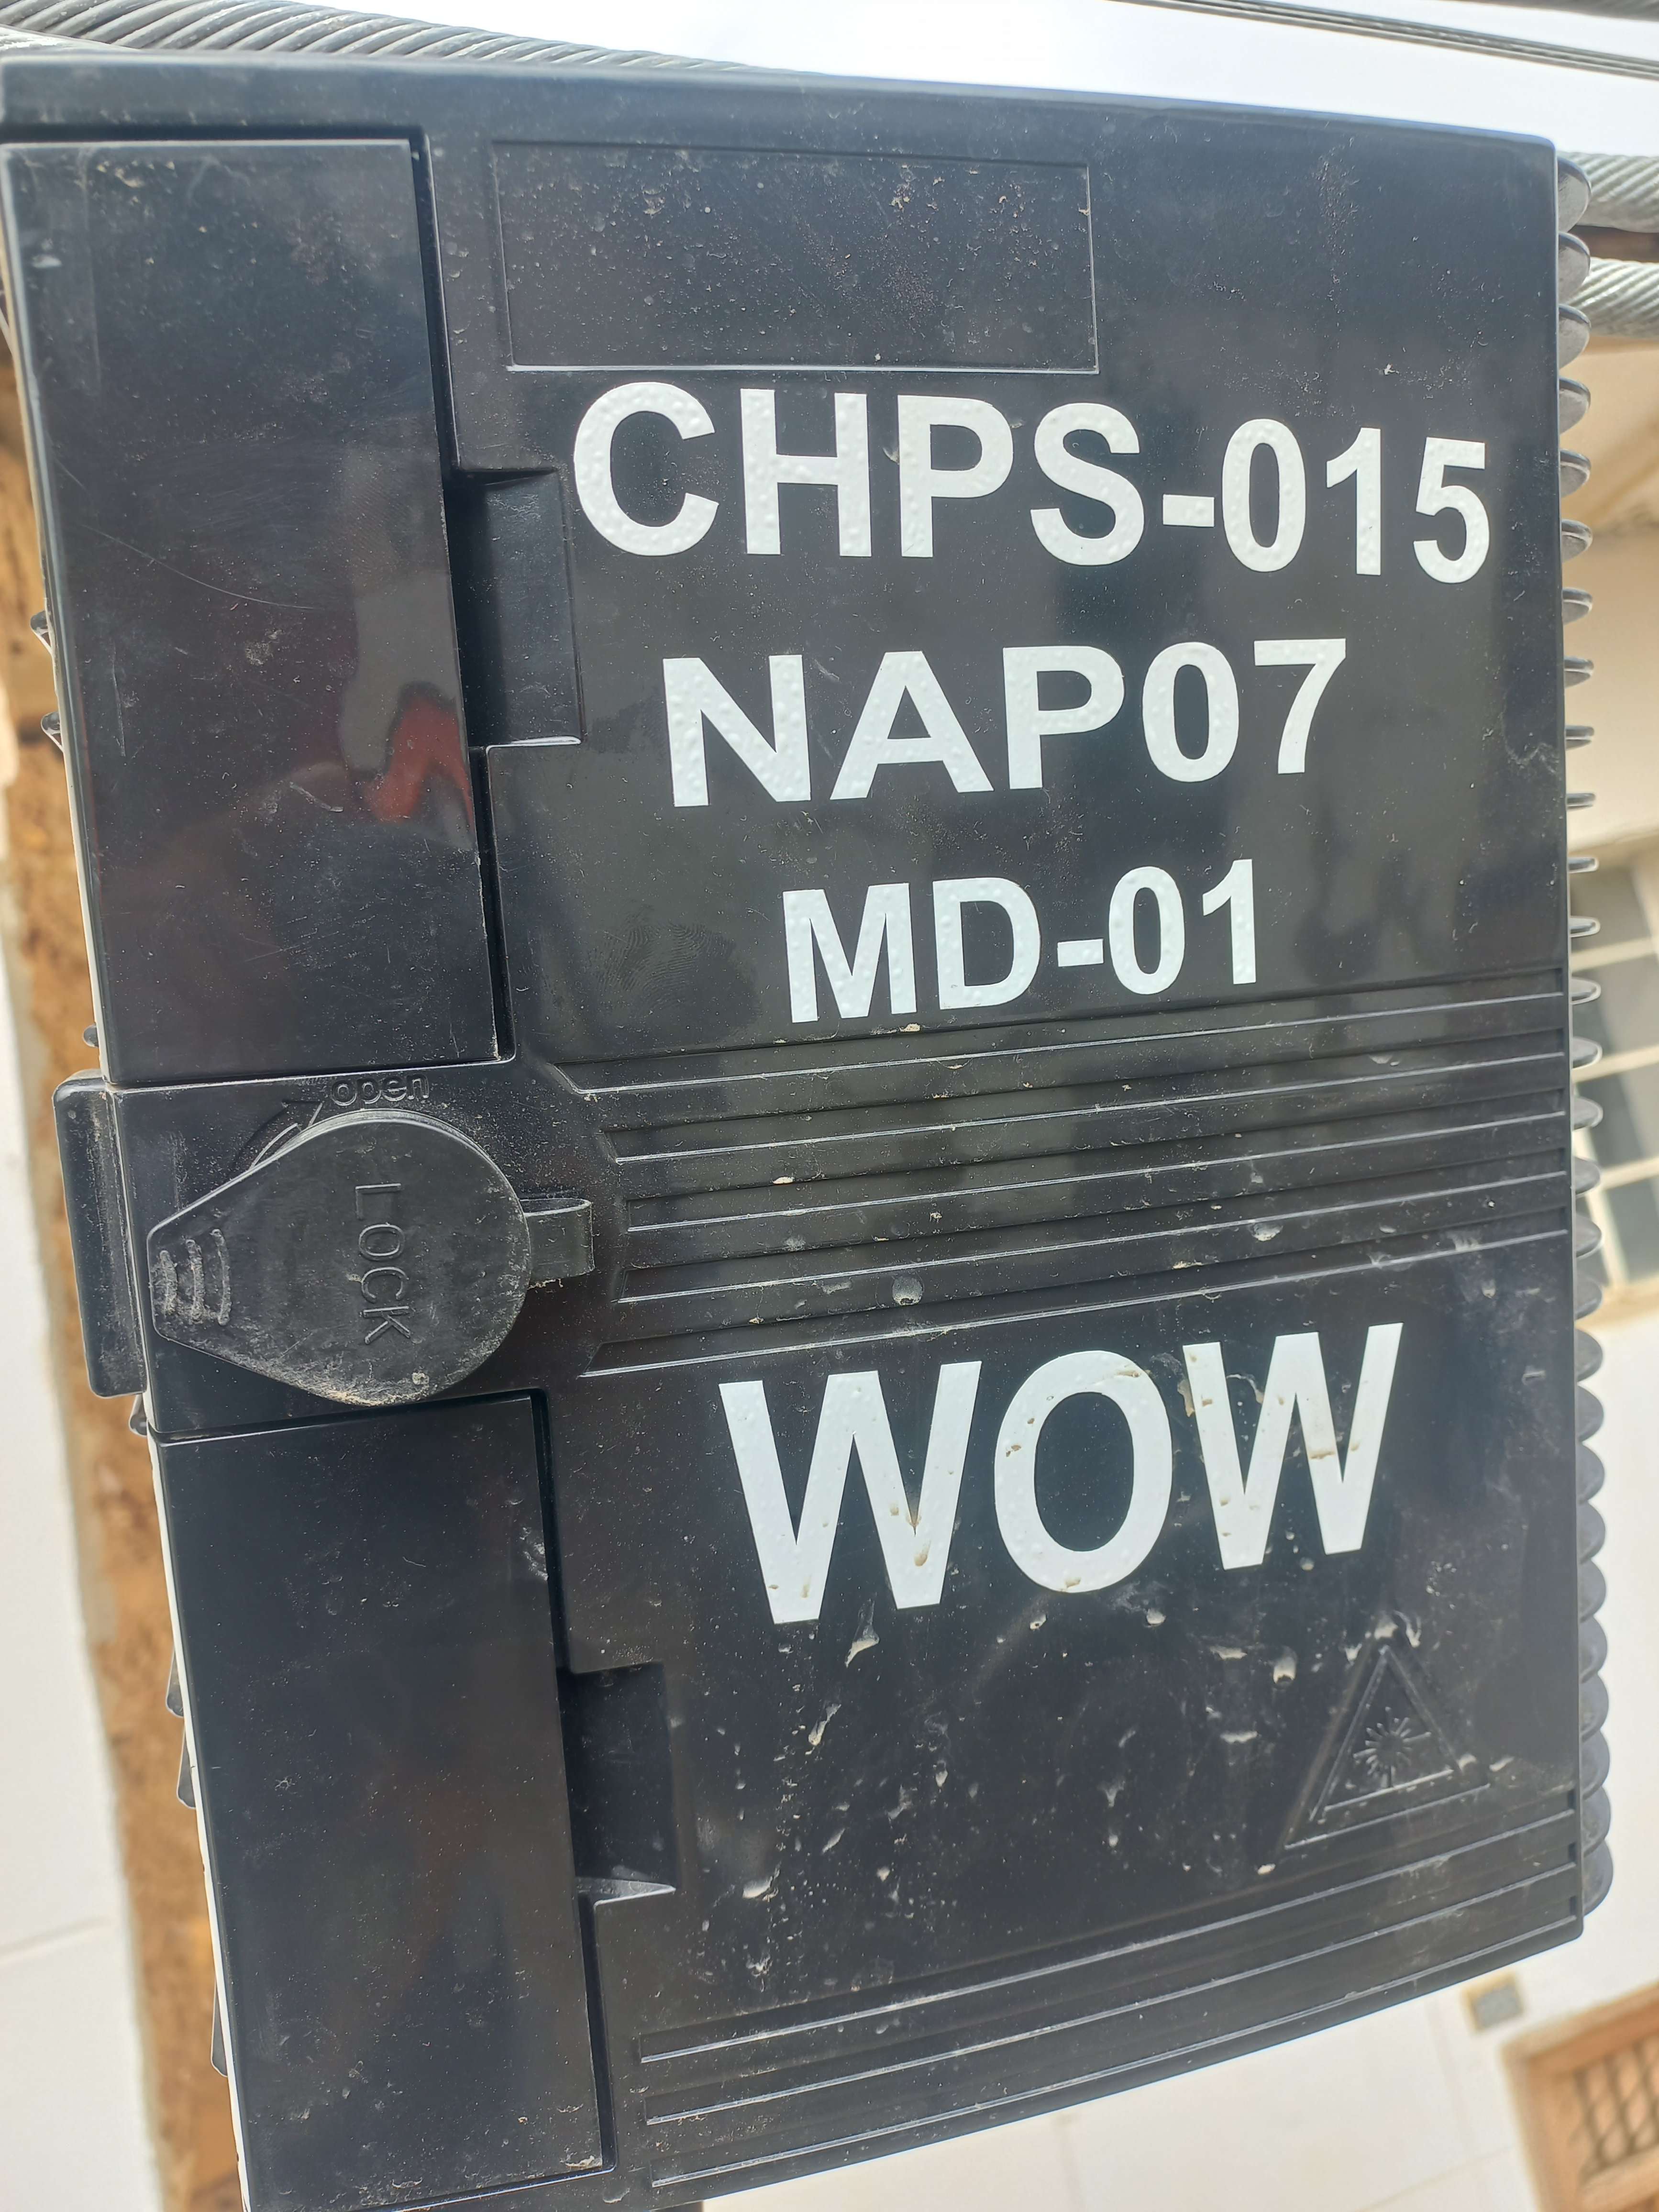 CHPS-015
NAP07
MD-01
open
LOCK
WOW